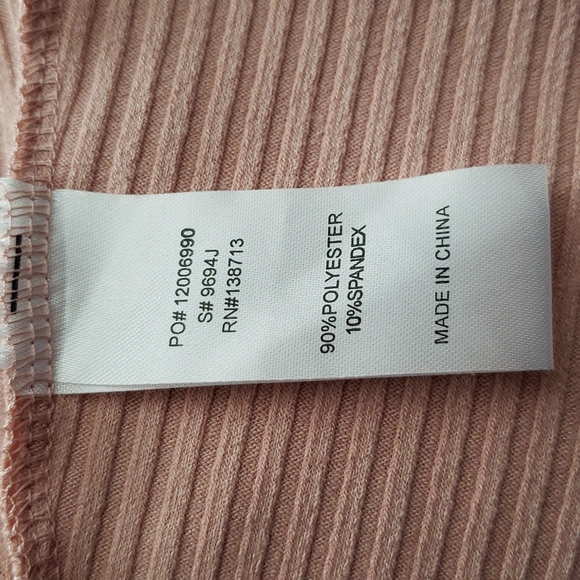 PO# 12006990
S# 9694J
RN#138713
90%POLYESTER
10%SPANDEX
MADE IN CHINA